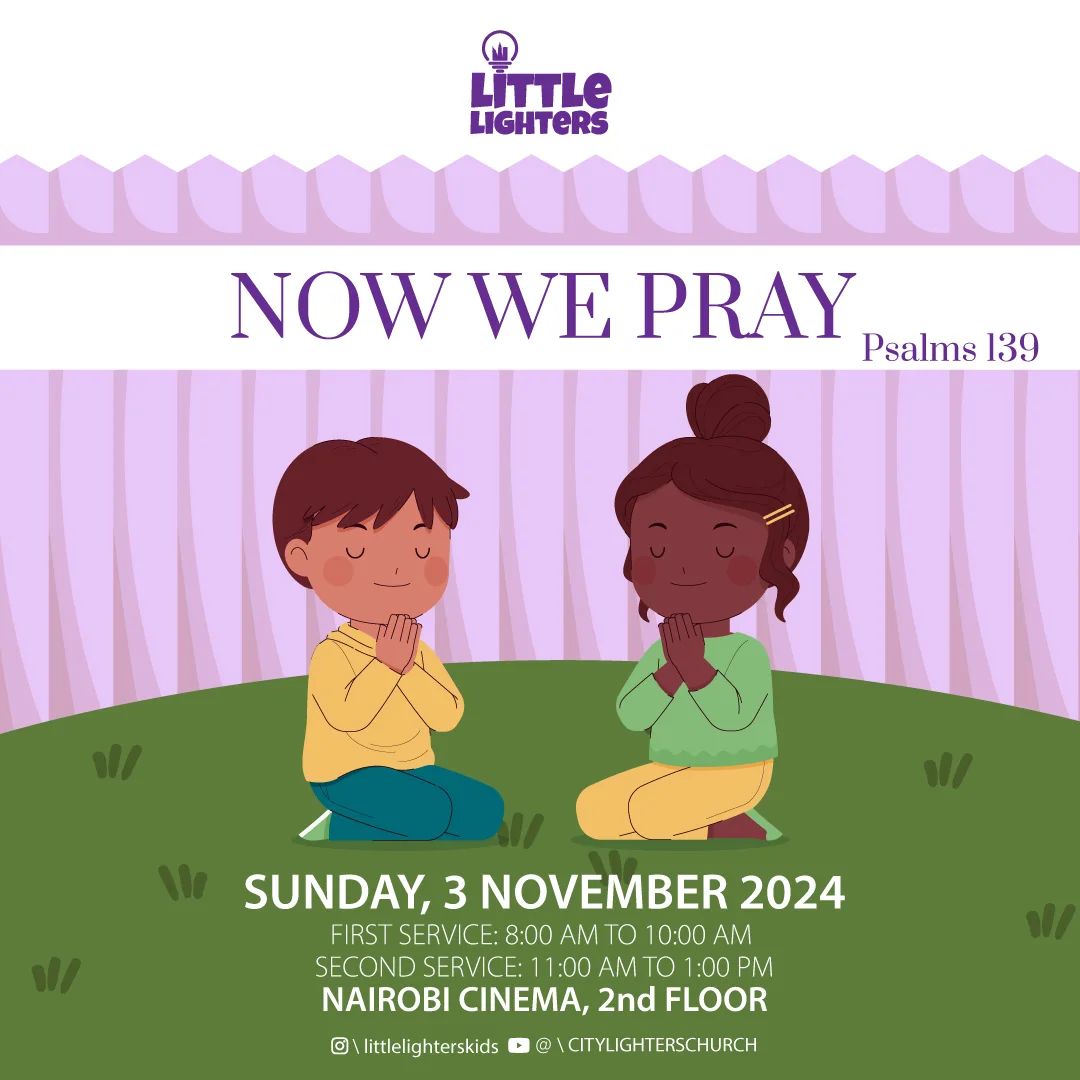 LITTLE
LIGHTERS
NOW WE PRAY
Psalms 139
SUNDAY, 3 NOVEMBER 2024
FIRST SERVICE: 8:00 AM TO 10:00 AM
SECOND SERVICE: 11:00 AM TO 1:00 PM
NAIROBI CINEMA, 2nd FLOOR
\ littlelighterskids @ \ CITYLIGHTERSCHURCH